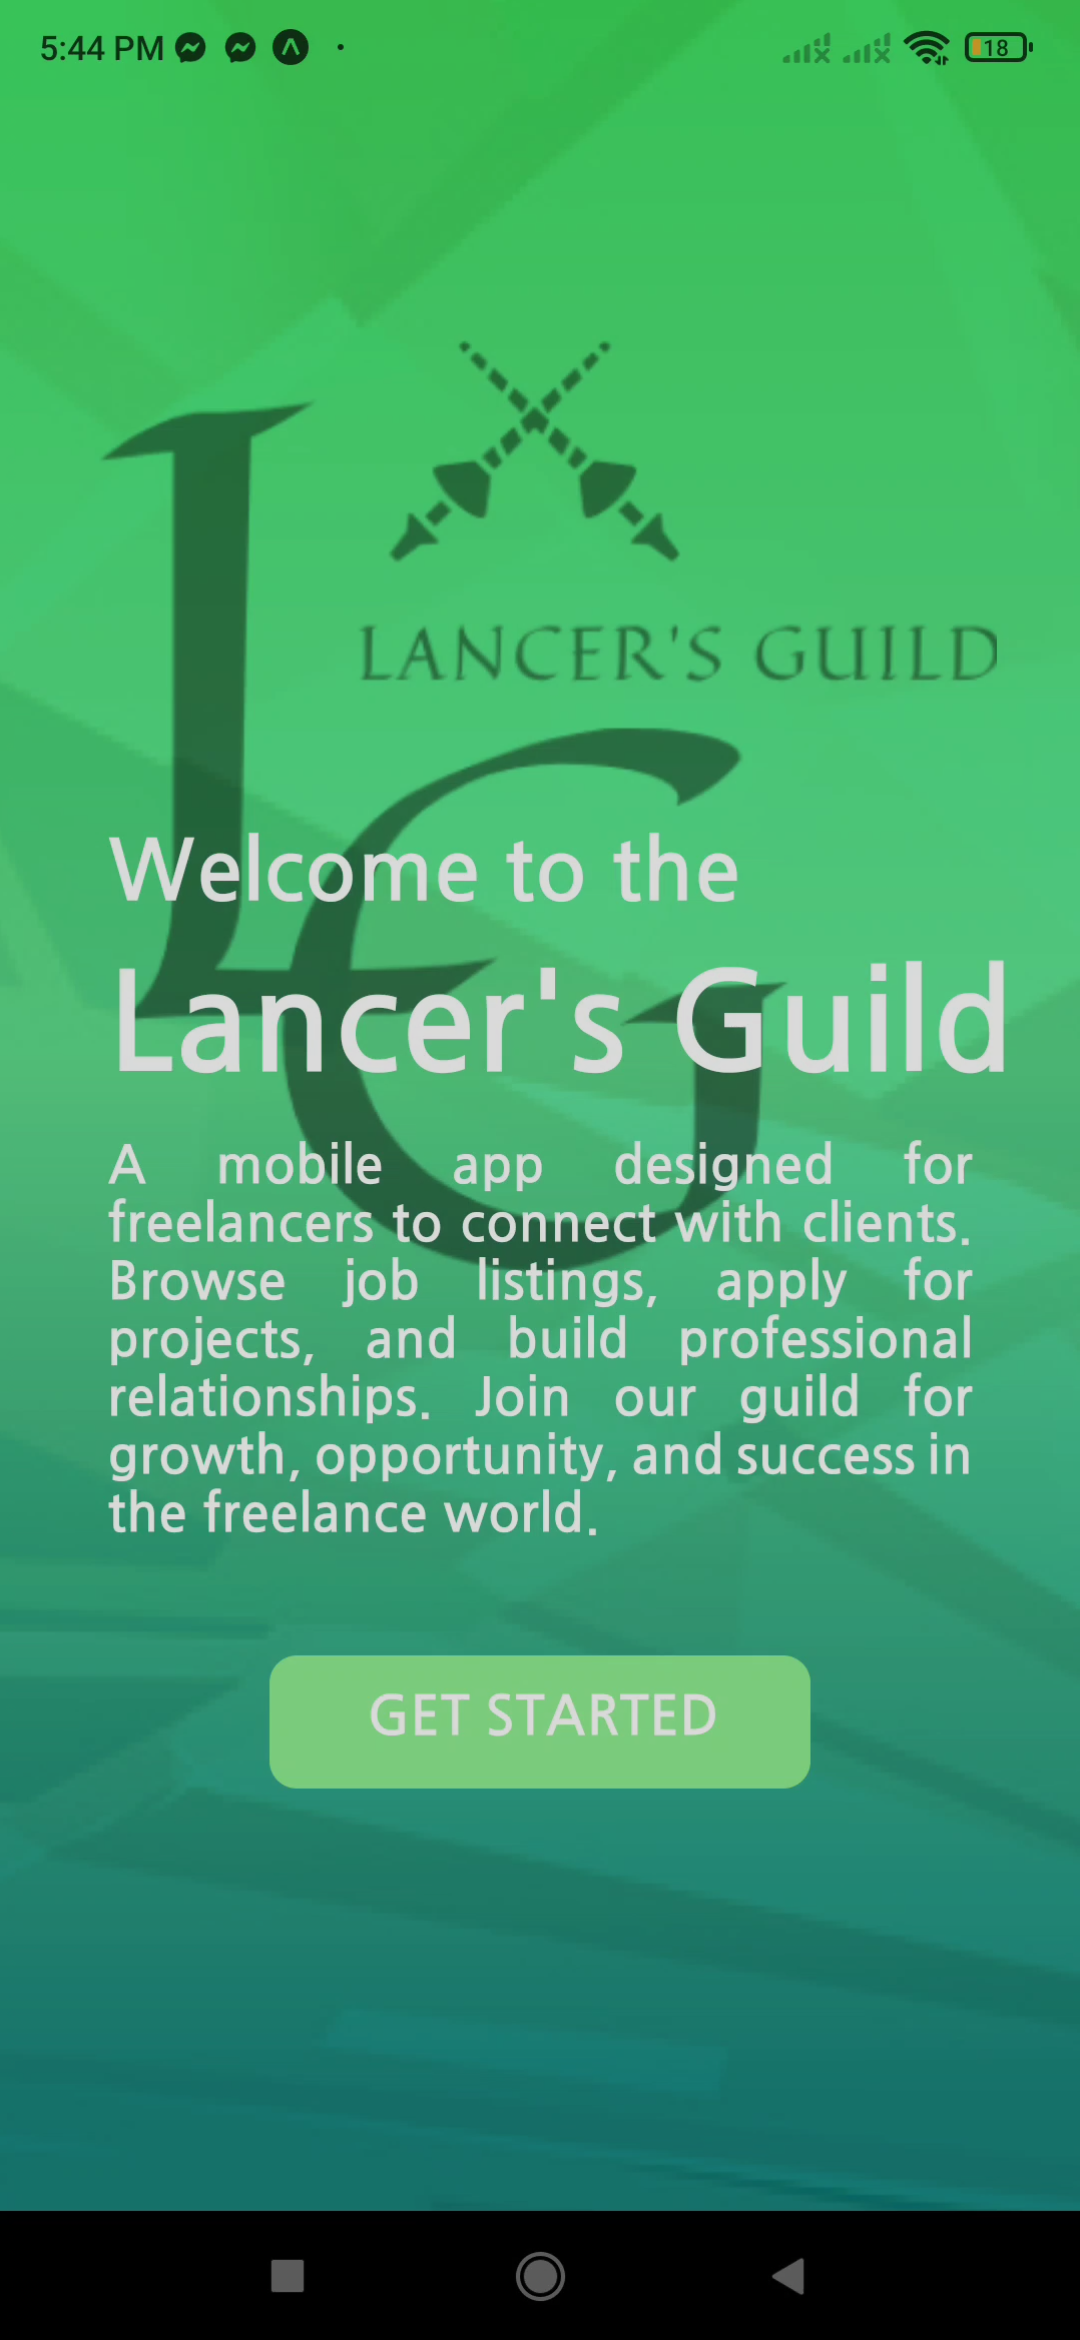 5:44 PM
18
LANCER'S GUILD
Welcome to the
Lancer's Guild
A mobile app designed for
freelancers to connect with clients.
Browse job listings, apply for
projects, and build professional
relationships. Join our guild for
growth, opportunity, and success in
the freelance world.
GET STARTED